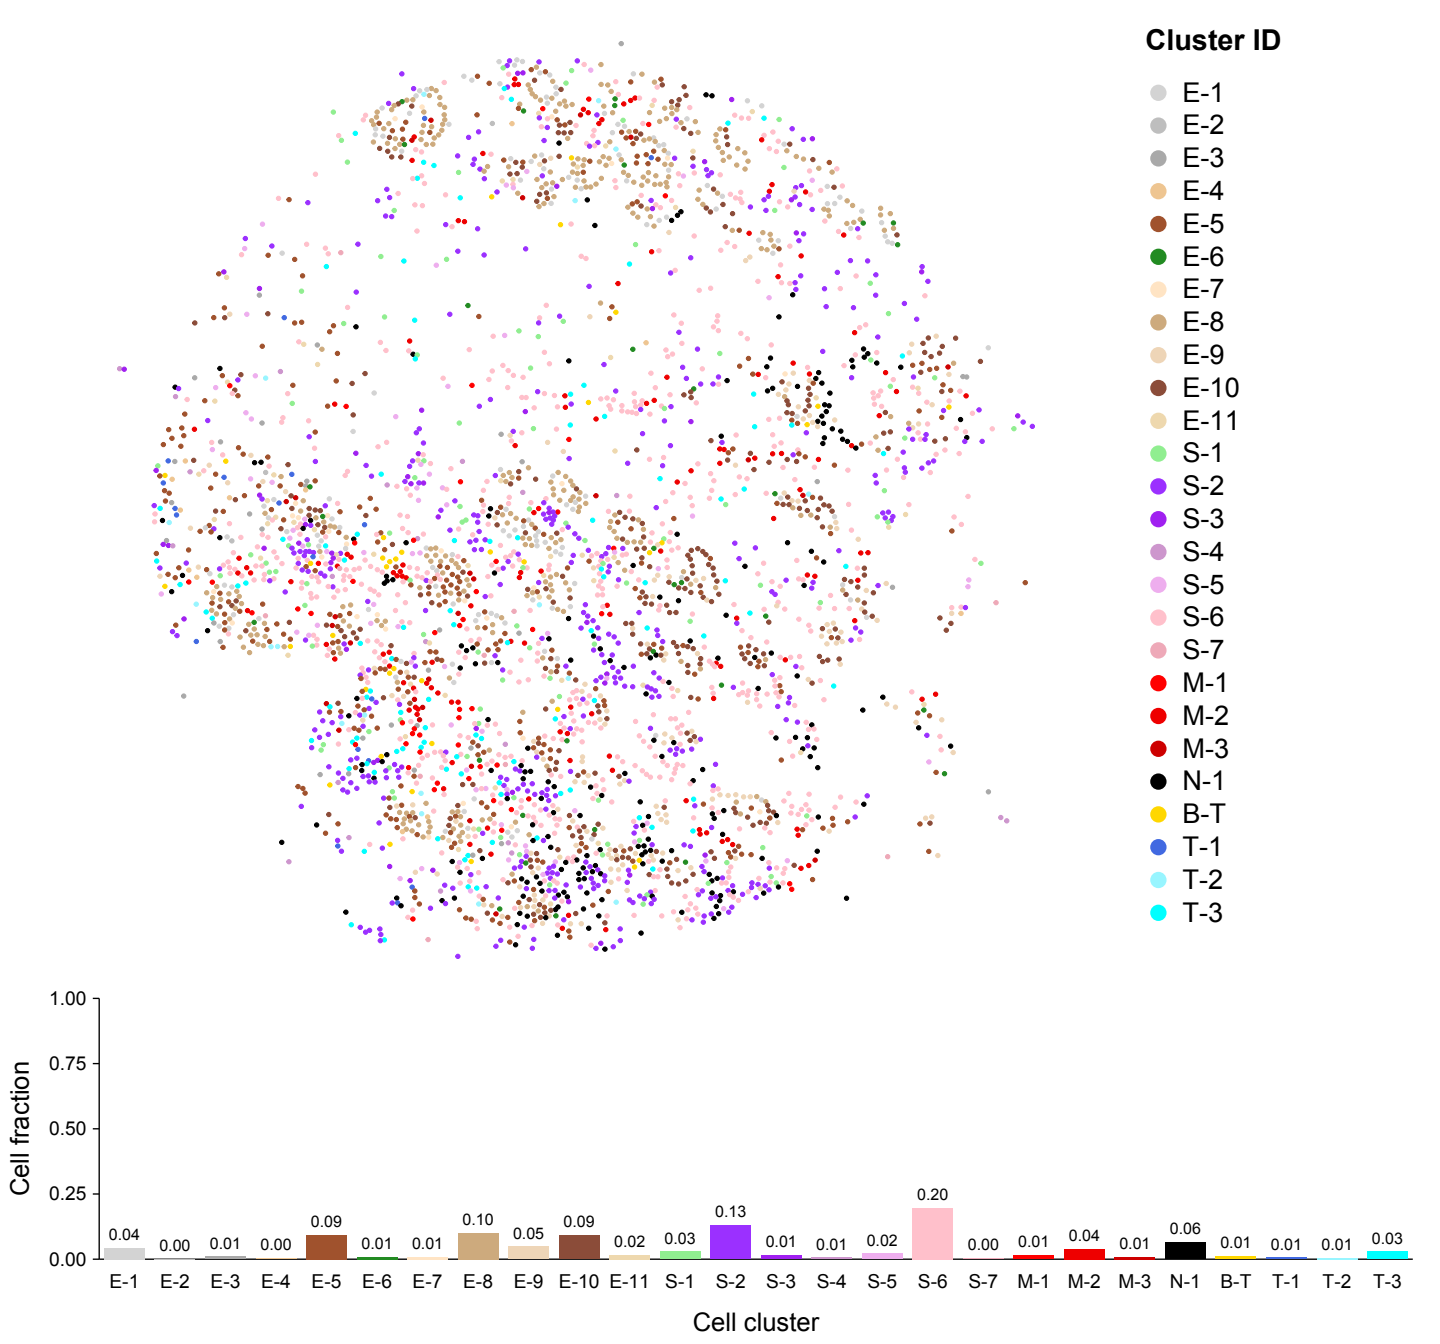 Cluster ID
E-1
E-2
E-3
E-4
E-5
E-6
E-7
E-8
E-9
E-10
E-11
S-1
S-2
S-3
S-4
S-5
S-6
S-7
M-1
M-2
M-3
N-1
B-T
T-1
T-2
T-3
Cell fraction
1.00
0.75
0.50
0.25
0.00
0.04 0.00 0.01 0.00 0.09 0.01 0.01 0.10 0.05 0.09 0.02 0.03 0.13 0.01 0.01 0.02 0.20 0.00 0.01 0.04 0.01 0.06 0.01 0.01 0.01 0.03
E-1 E-2 E-3 E-4 E-5 E-6 E-7 E-8 E-9 E-10 E-11 S-1 S-2 S-3 S-4 S-5 S-6 S-7 M-1 M-2 M-3 N-1 B-T T-1 T-2 T-3
Cell cluster